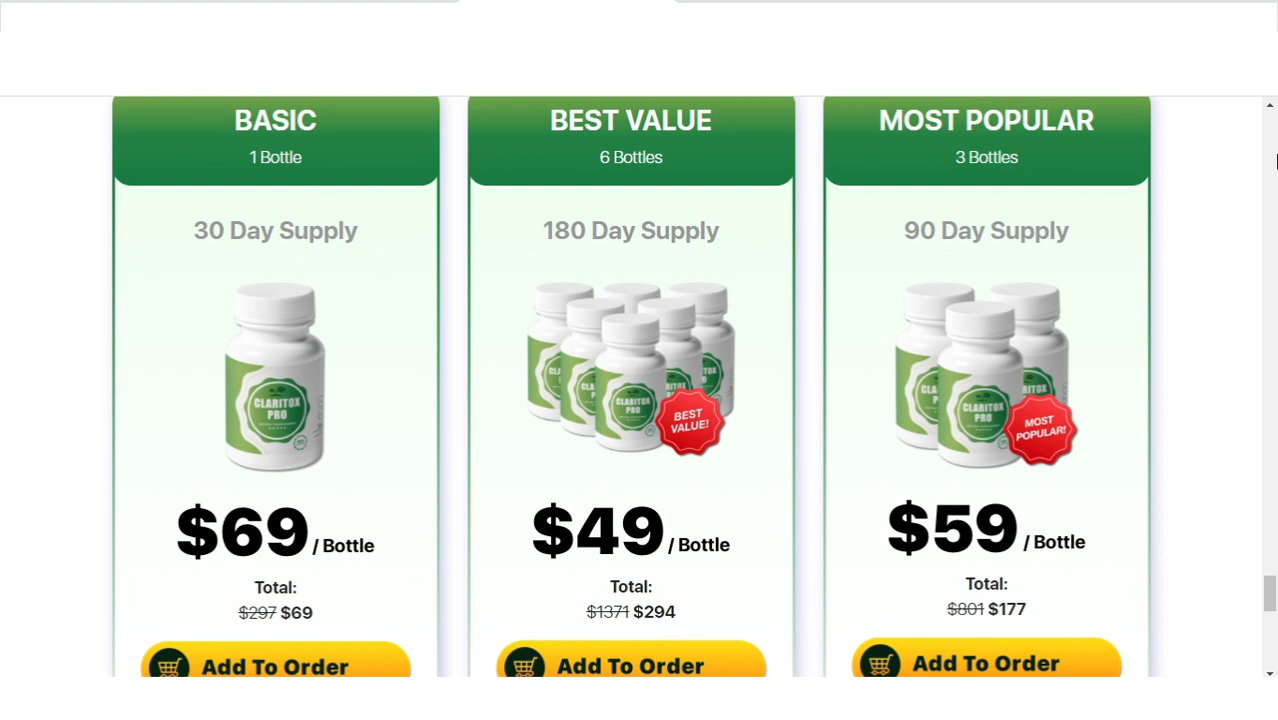 BASIC
1 Bottle
30 Day Supply
CLARITOX
PRO
$69 / Bottle
Total:
$297 $69
Add To Order
BEST VALUE
6 Bottles
180 Day Supply
CLARITOX
PRO
BEST
VALUE!
$49 / Bottle
Total:
$1371 $294
Add To Order
MOST POPULAR
3 Bottles
90 Day Supply
CLARITOX
PRO
MOST
POPULAR!
$59 / Bottle
Total:
$801 $177
Add To Order